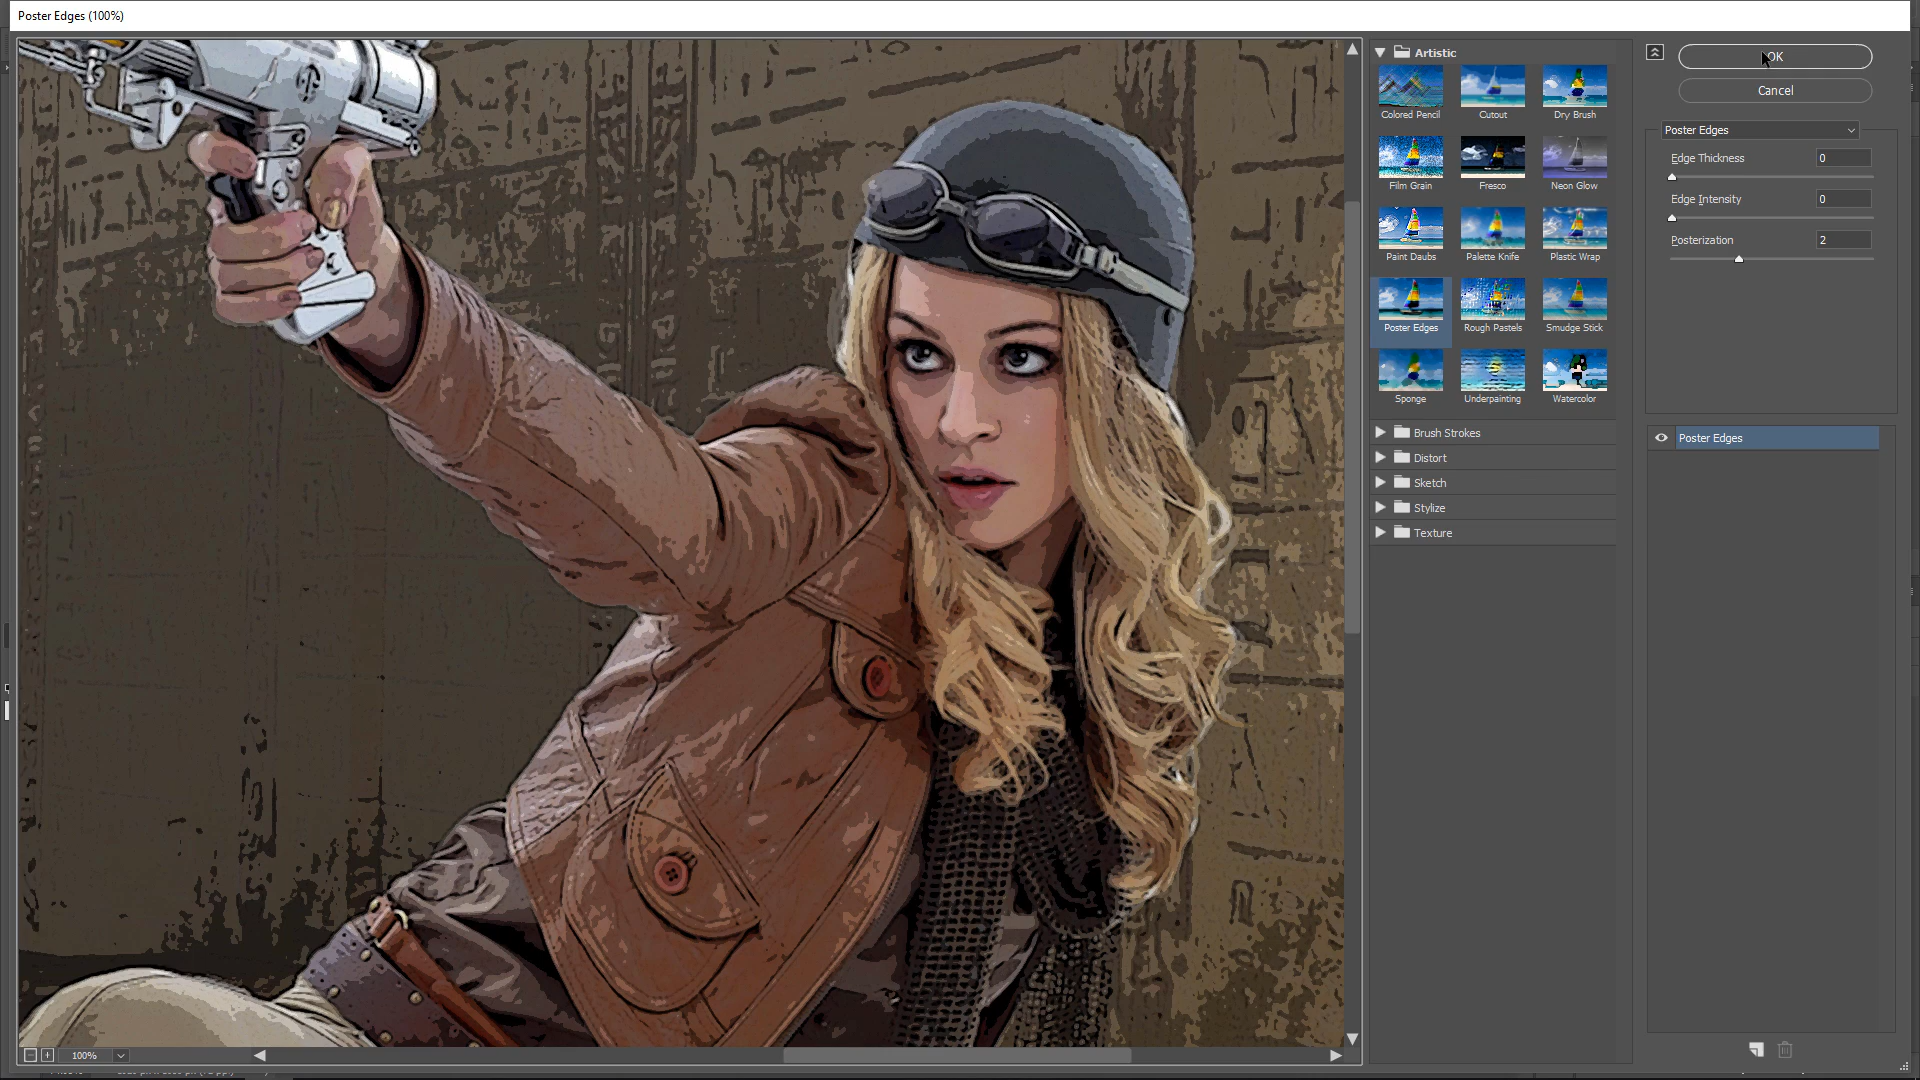 Poster Edges (100%)
Artistic
Colored Pencil
Cutout
Dry Brush
Film Grain
Fresco
Neon Glow
Paint Daubs
Palette Knife
Plastic Wrap
Poster Edges
Rough Pastels
Smudge Stick
Sponge
Underpainting
Watercolor
Brush Strokes
Distort
Sketch
Stylize
Texture
OK
Cancel
Poster Edges
Edge Thickness 0
Edge Intensity 0
Posterization 2
Poster Edges
100%